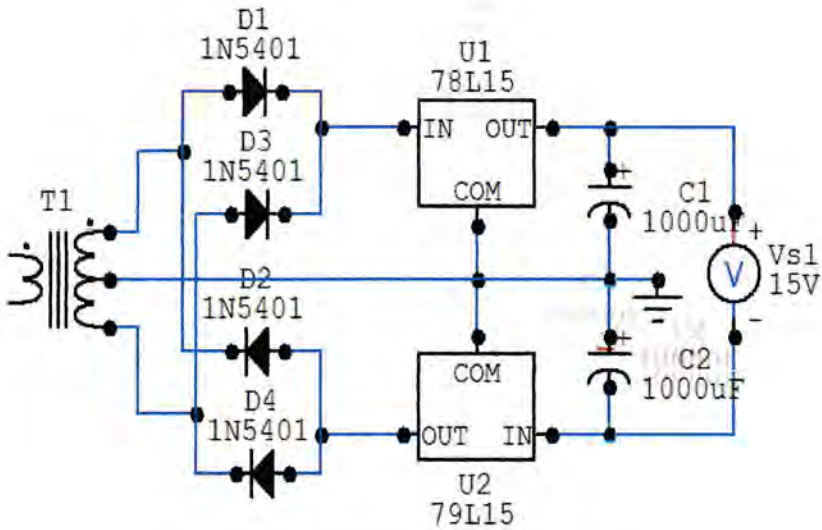 D1
1N5401
U1
78L15
IN OUT
COM
D3
1N5401
T1
C1
1000uF
+
+
Vs1
15V
V
-
D2
1N5401
+
C2
1000uF
COM
OUT IN
D4
1N5401
U2
79L15